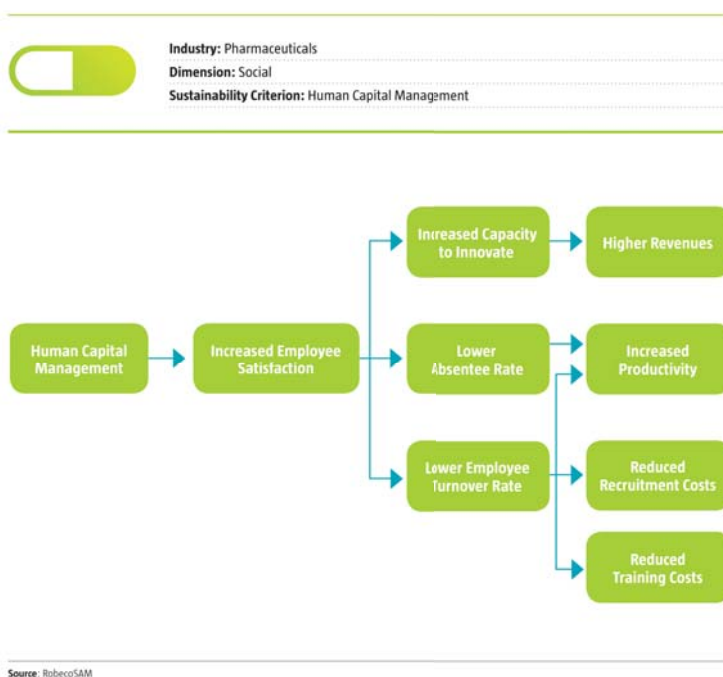 Industry: Pharmaceuticals
Dimension: Social
Sustainability Criterion: Human Capital Management
Increased Capacity
to Innovate
Higher Revenues
Human Capital
Management
Increased Employee
Satisfaction
Lower
Absentee Rate
Increased
Productivity
Lower Employee
Turnover Rate
Reduced
Recruitment Costs
Reduced
Training Costs
Source: RobecoSAM